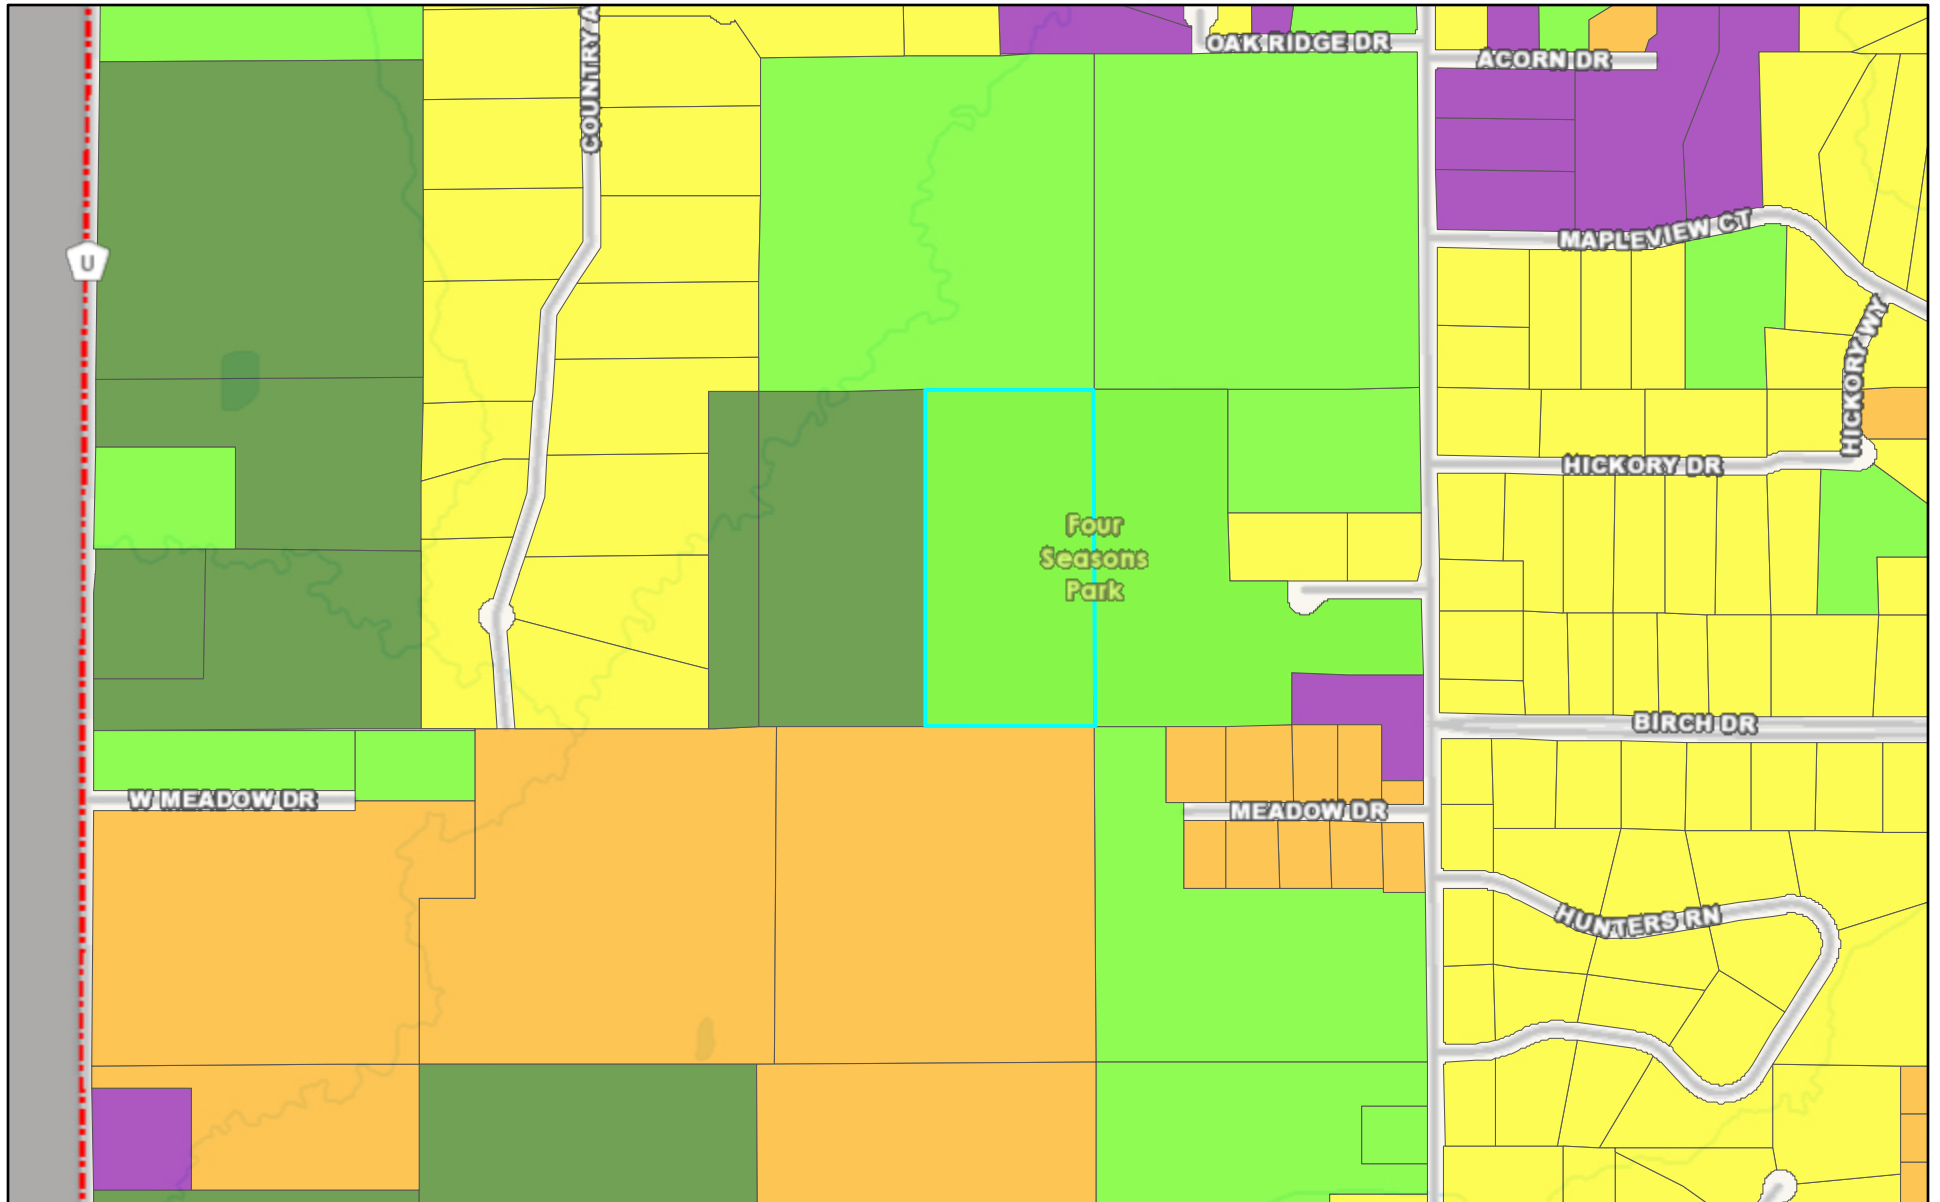 COUNTRY A
OAK RIDGE DR
ACORN DR
MAPLEVIEW CT
U
HICKORY WY
HICKORY DR
Four
Seasons
Park
BIRCH DR
W MEADOW DR
MEADOW DR
HUNTERS RN